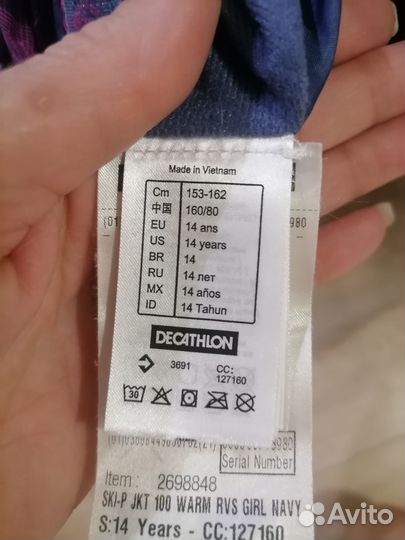 Made in Vietnam
Cm 153-162
中国 160/80
EU 14 ans
US 14 years
BR 14
RU 14 лет
MX 14 años
ID 14 Tahun
DECATHLON
3691 CC:
127160
30
Serial Number
Item: 2698848
SKI-P JKT 100 WARM RVS GIRL NAVY
S:14 Years - CC:127160
Avito